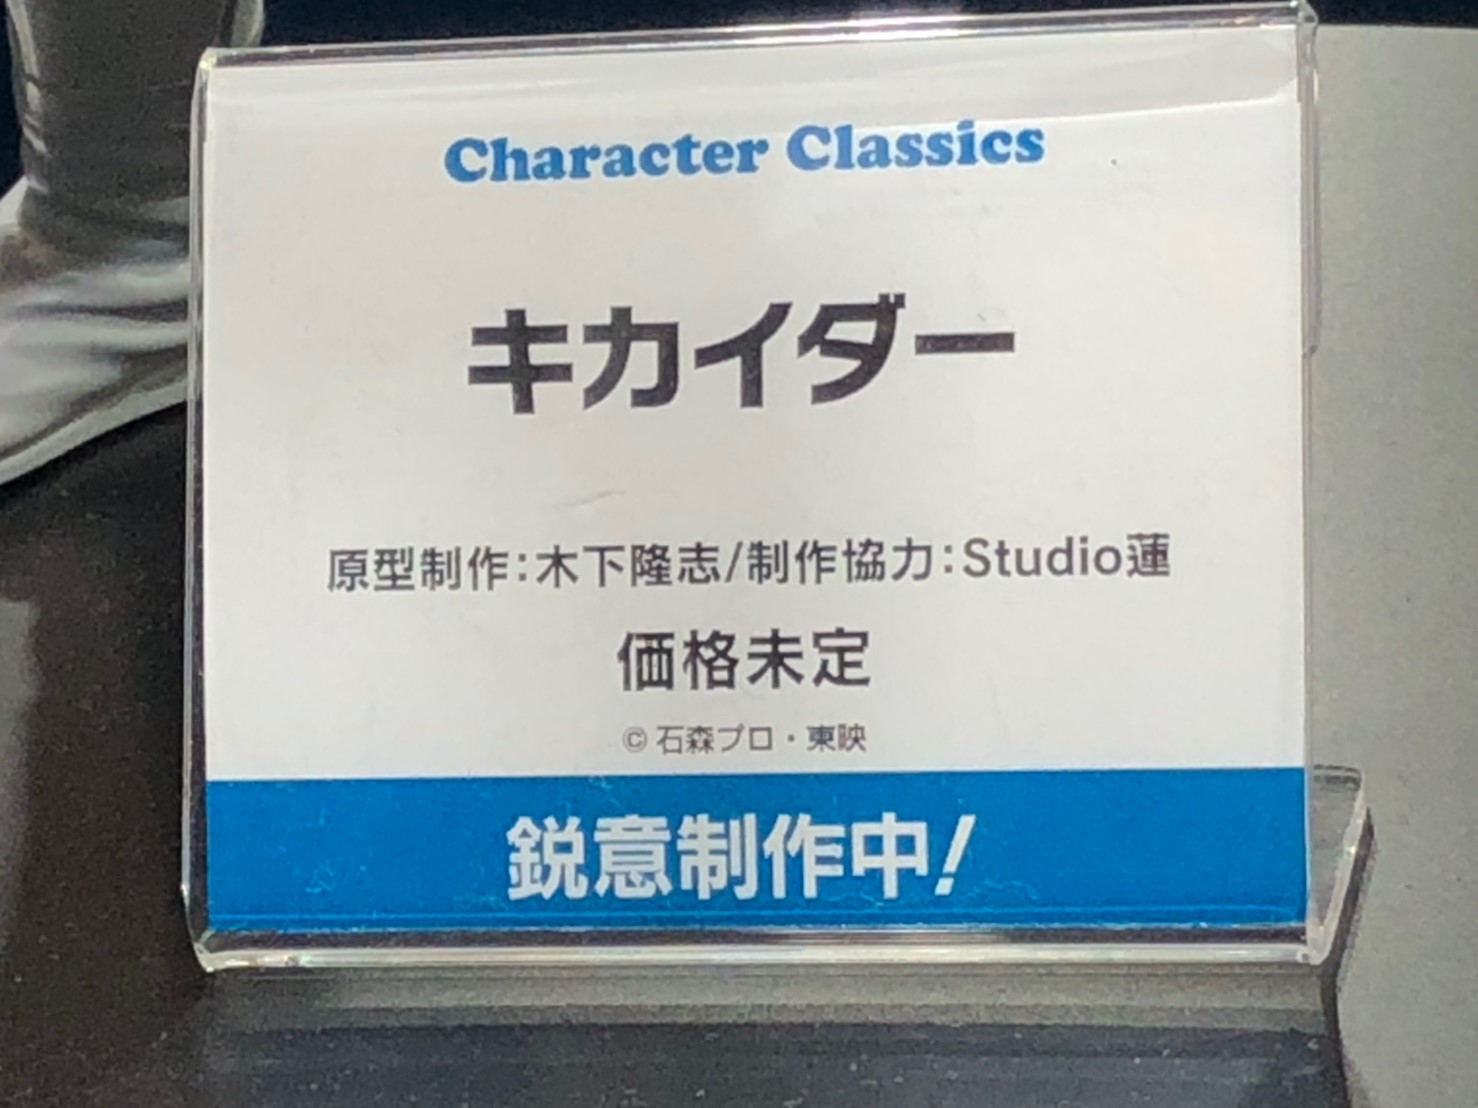 Character Classics
キカイダー
原型制作:木下隆志/制作協力:Studio蓮
価格未定
© 石森プロ・東映
鋭意制作中!